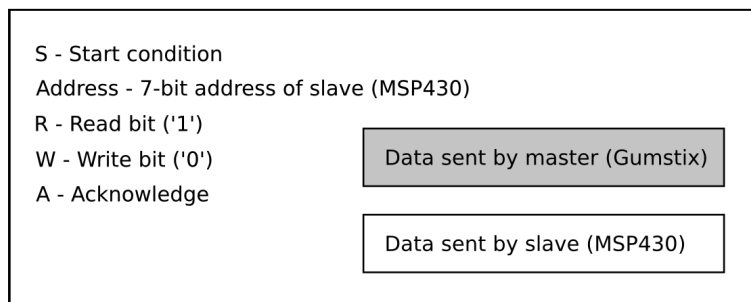 S - Start condition
Address - 7-bit address of slave (MSP430)
R - Read bit ('1')
W - Write bit ('0')
A - Acknowledge
Data sent by master (Gumstix)
Data sent by slave (MSP430)